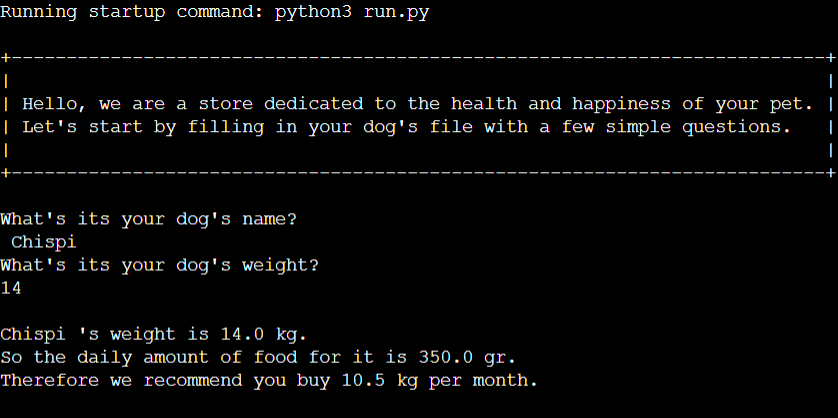 Running startup command: python3 run.py
+--------------------------------------------------------------------------+
|                                                                          |
| Hello, we are a store dedicated to the health and happiness of your pet. |
| Let's start by filling in your dog's file with a few simple questions.   |
|                                                                          |
+--------------------------------------------------------------------------+
What's its your dog's name?
 Chispi
What's its your dog's weight?
14
Chispi 's weight is 14.0 kg.
So the daily amount of food for it is 350.0 gr.
Therefore we recommend you buy 10.5 kg per month.